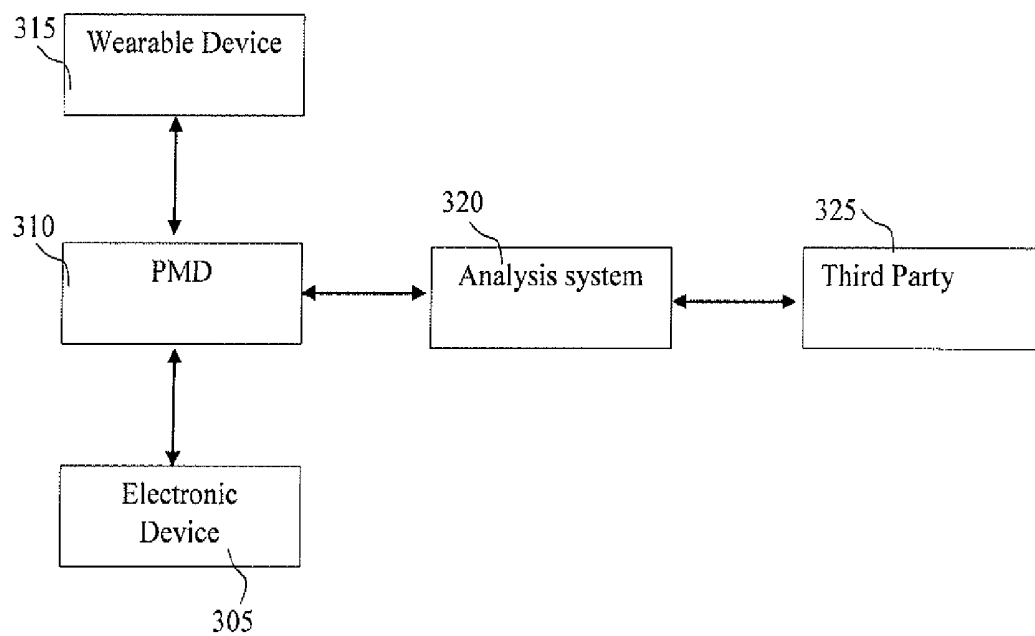 315
Wearable Device
310
PMD
320
Analysis system
325
Third Party
Electronic
Device
305